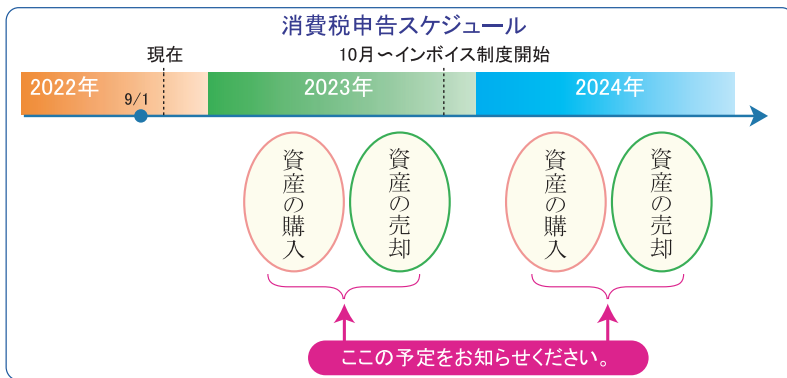 消費税申告スケジュール
現在
10月〜インボイス制度開始
2022年
2023年
2024年
9/1
資産の購入
資産の売却
資産の購入
資産の売却
ここの予定をお知らせください。